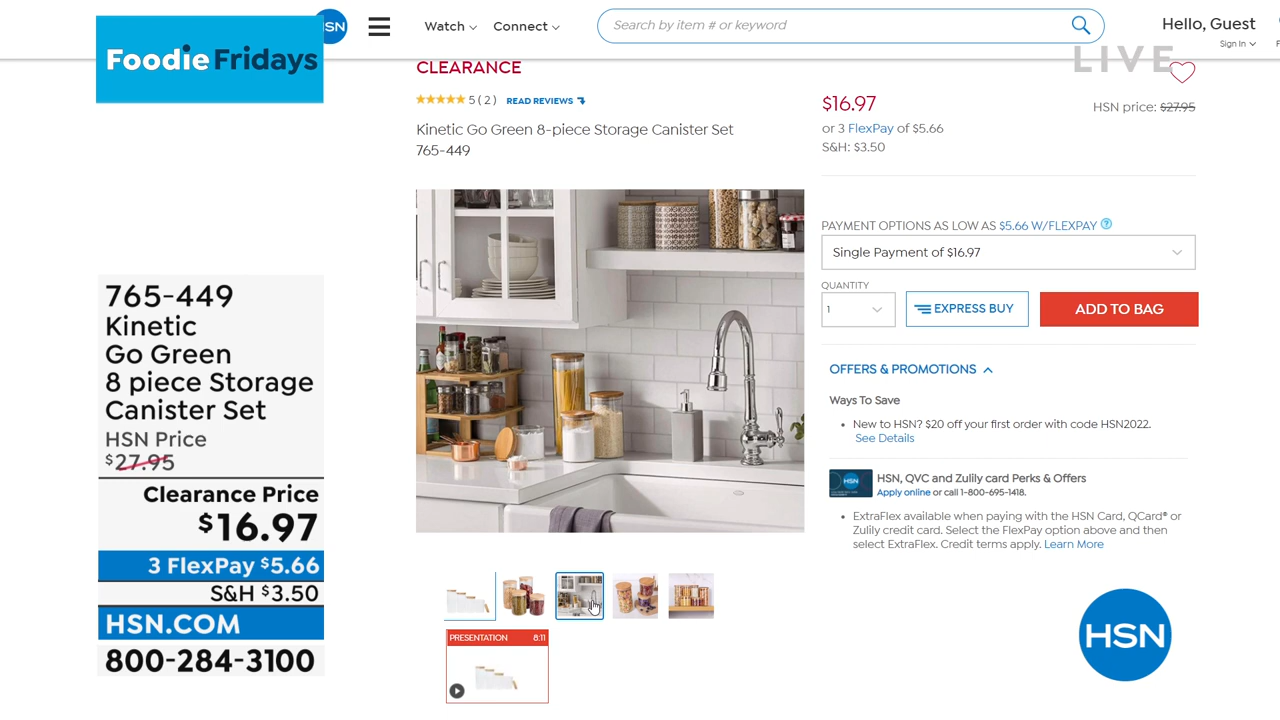 Foodie Fridays
SN
Watch
Connect
Search by item # or keyword
Hello, Guest
Sign In
LIVE
CLEARANCE
5 ( 2 )
READ REVIEWS
Kinetic Go Green 8-piece Storage Canister Set
765-449
$16.97
HSN price: $27.95
or 3 FlexPay of $5.66
S&H: $3.50
PAYMENT OPTIONS AS LOW AS $5.66 W/FLEXPAY ?
Single Payment of $16.97
QUANTITY
1
EXPRESS BUY
ADD TO BAG
OFFERS & PROMOTIONS
Ways To Save
• New to HSN? $20 off your first order with code HSN2022.
See Details
HSN
HSN, QVC and Zulily card Perks & Offers
Apply online or call 1-800-695-1418.
• ExtraFlex available when paying with the HSN Card, QCard® or
Zulily credit card. Select the FlexPay option above and then
select ExtraFlex. Credit terms apply. Learn More
765-449
Kinetic
Go Green
8 piece Storage
Canister Set
HSN Price
$27.95
Clearance Price
$16.97
3 FlexPay $5.66
S&H $3.50
HSN.COM
800-284-3100
PRESENTATION 8:11
HSN